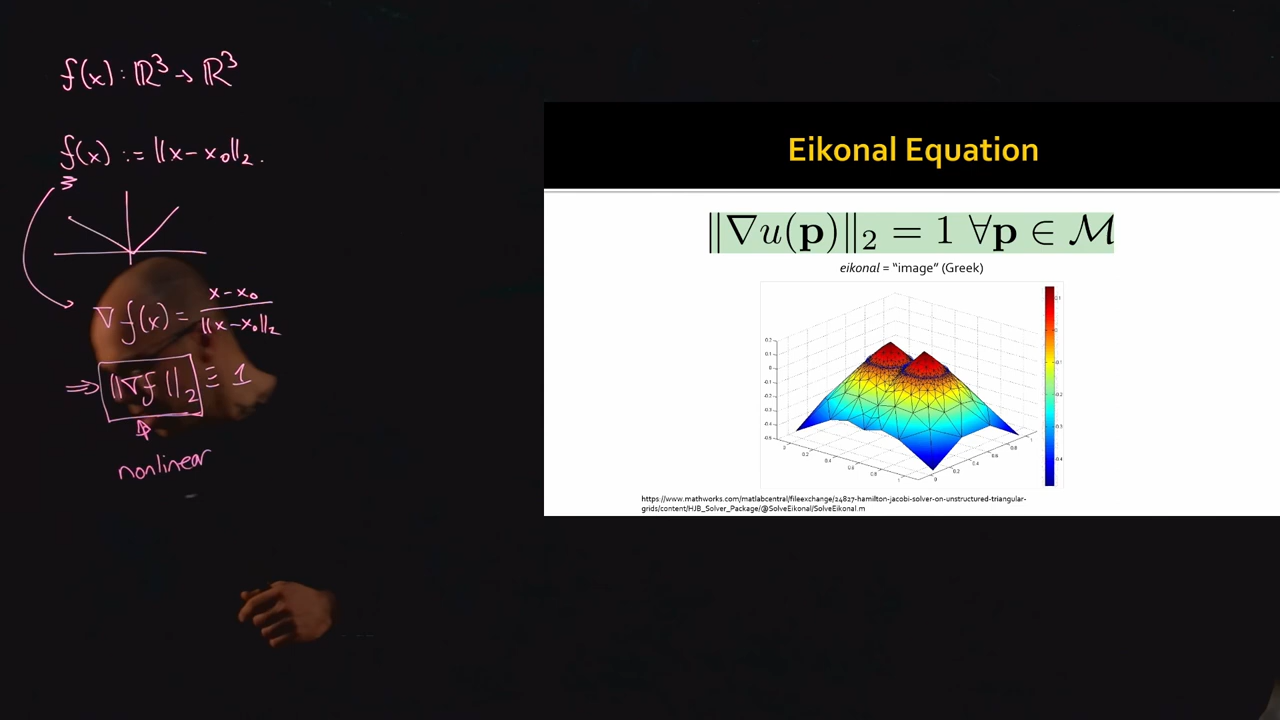 f(x) : ℝ³ → ℝ³
f(x) := ||x - x₀||₂.
∇f(x) = x - x₀ / ||x - x₀||₂
⇒ ||∇f||₂ ≡ 1
nonlinear
Eikonal Equation
‖∇u(p)‖₂ = 1 ∀p ∈ ℳ
eikonal = “image” (Greek)
https://www.mathworks.com/matlabcentral/fileexchange/24827-hamilton-jacobi-solver-on-unstructured-triangular-
grids/content/HJB_Solver_Package/@SolveEikonal/SolveEikonal.m